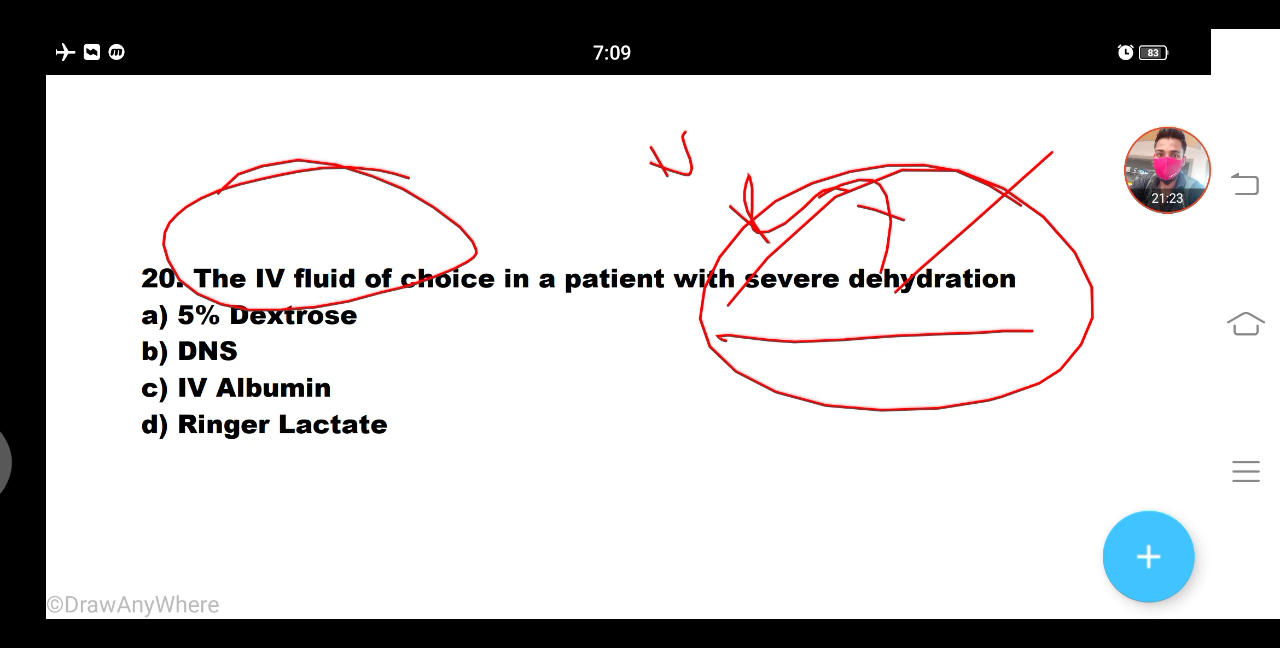 7:09
83
21:23
20. The IV fluid of choice in a patient with severe dehydration
a) 5% Dextrose
b) DNS
c) IV Albumin
d) Ringer Lactate
©DrawAnyWhere